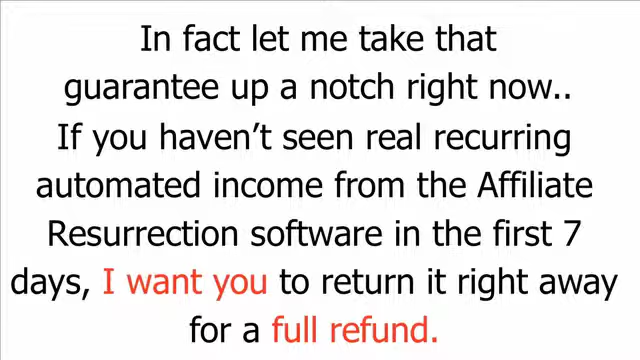 In fact let me take that
guarantee up a notch right now..
If you haven’t seen real recurring
automated income from the Affiliate
Resurrection software in the first 7
days, I want you to return it right away
for a full refund.